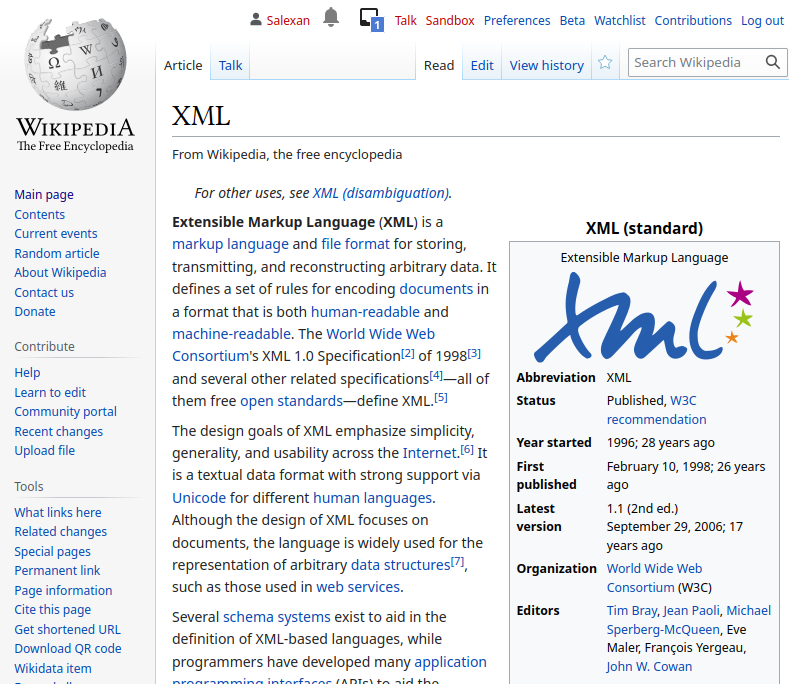 Salexan 1 Talk Sandbox Preferences Beta Watchlist Contributions Log out
Article Talk Read Edit View history Search Wikipedia
WIKIPEDIA
The Free Encyclopedia
Main page
Contents
Current events
Random article
About Wikipedia
Contact us
Donate
Contribute
Help
Learn to edit
Community portal
Recent changes
Upload file
Tools
What links here
Related changes
Special pages
Permanent link
Page information
Cite this page
Get shortened URL
Download QR code
Wikidata item
XML
From Wikipedia, the free encyclopedia
For other uses, see XML (disambiguation).
Extensible Markup Language (XML) is a
markup language and file format for storing,
transmitting, and reconstructing arbitrary data. It
defines a set of rules for encoding documents in
a format that is both human-readable and
machine-readable. The World Wide Web
Consortium's XML 1.0 Specification[2] of 1998[3]
and several other related specifications[4]—all of
them free open standards—define XML.[5]
The design goals of XML emphasize simplicity,
generality, and usability across the Internet.[6] It
is a textual data format with strong support via
Unicode for different human languages.
Although the design of XML focuses on
documents, the language is widely used for the
representation of arbitrary data structures[7],
such as those used in web services.
Several schema systems exist to aid in the
definition of XML-based languages, while
programmers have developed many application
programming interfaces (APIs) to aid the
XML (standard)
Extensible Markup Language
xml
Abbreviation XML
Status Published, W3C
recommendation
Year started 1996; 28 years ago
First February 10, 1998; 26 years
published ago
Latest 1.1 (2nd ed.)
version September 29, 2006; 17
years ago
Organization World Wide Web
Consortium (W3C)
Editors Tim Bray, Jean Paoli, Michael
Sperberg-McQueen, Eve
Maler, François Yergeau,
John W. Cowan